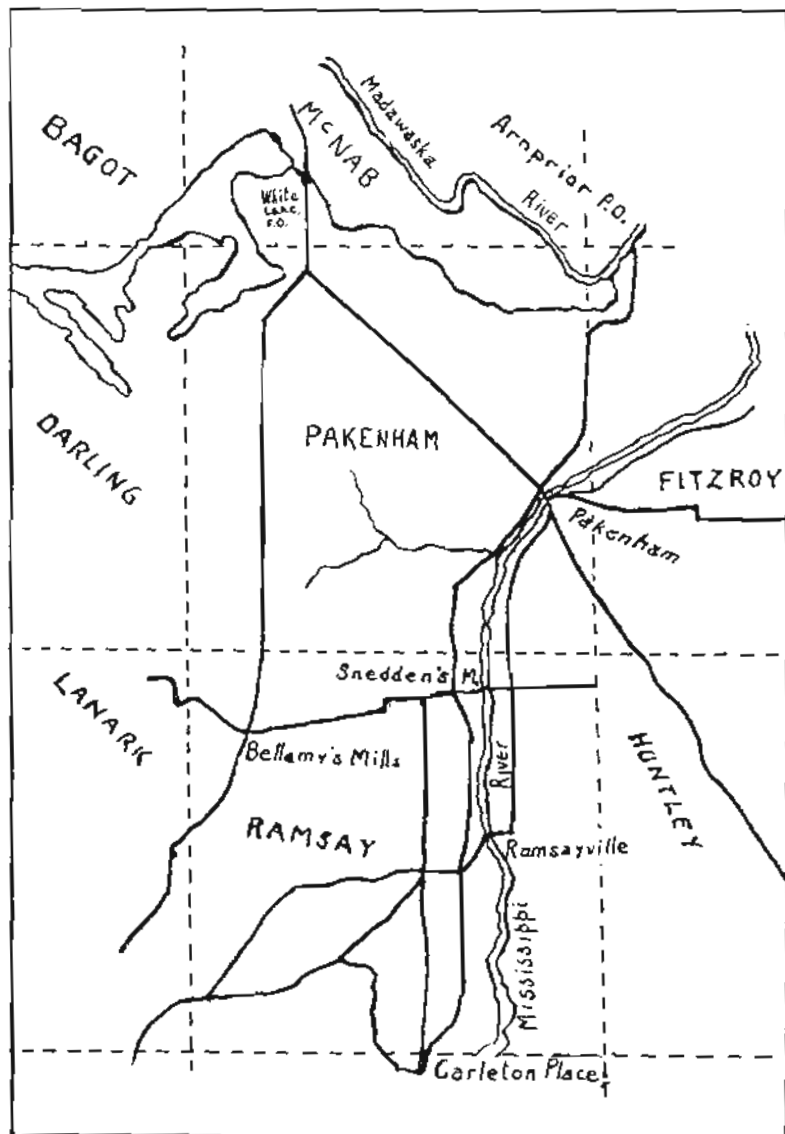 BAGOT
McNAB
Madawaska
River
Arnprior P.O.
White
Lake
P.O.
DARLING
PAKENHAM
FITZROY
Pakenham
LANARK
Snedden's M.
Bellamy's Mills
River
HUNTLEY
RAMSAY
Ramsayville
Mississippi
Carleton Place